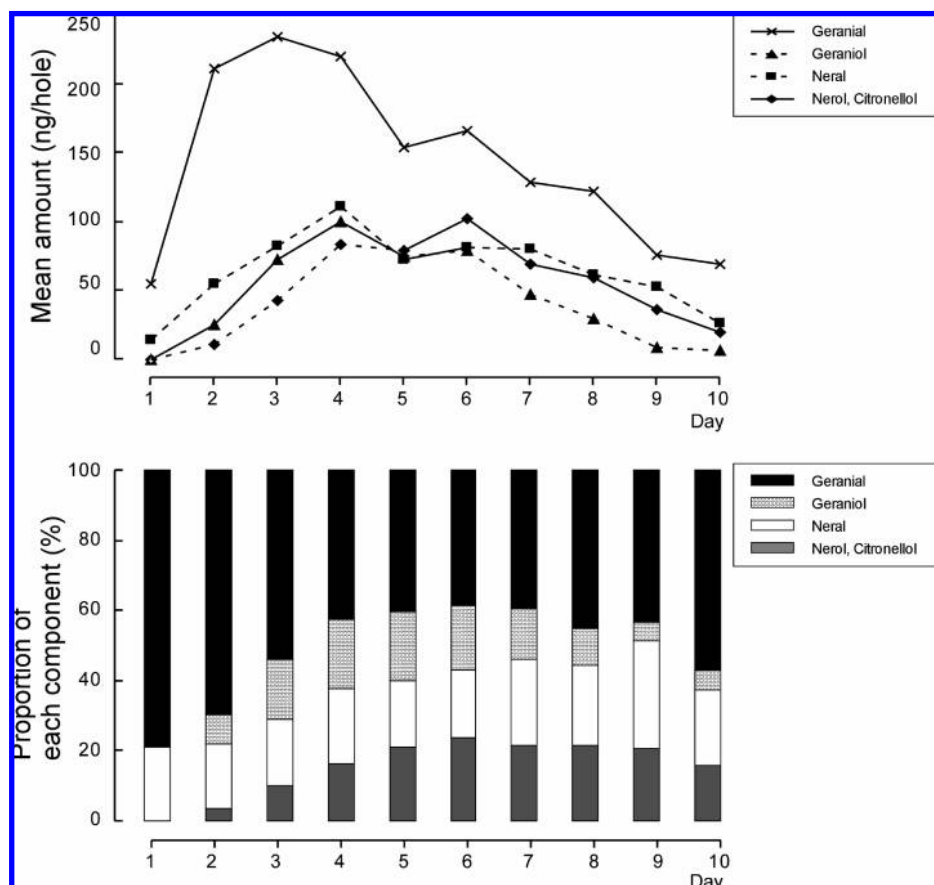 Mean amount (ng/hole)
250
200
150
100
50
0
1 2 3 4 5 6 7 8 9 10
Day
Geranial
Geraniol
Neral
Nerol, Citronellol
Proportion of
each component (%)
100
80
60
40
20
0
1 2 3 4 5 6 7 8 9 10
Day
Geranial
Geraniol
Neral
Nerol, Citronellol